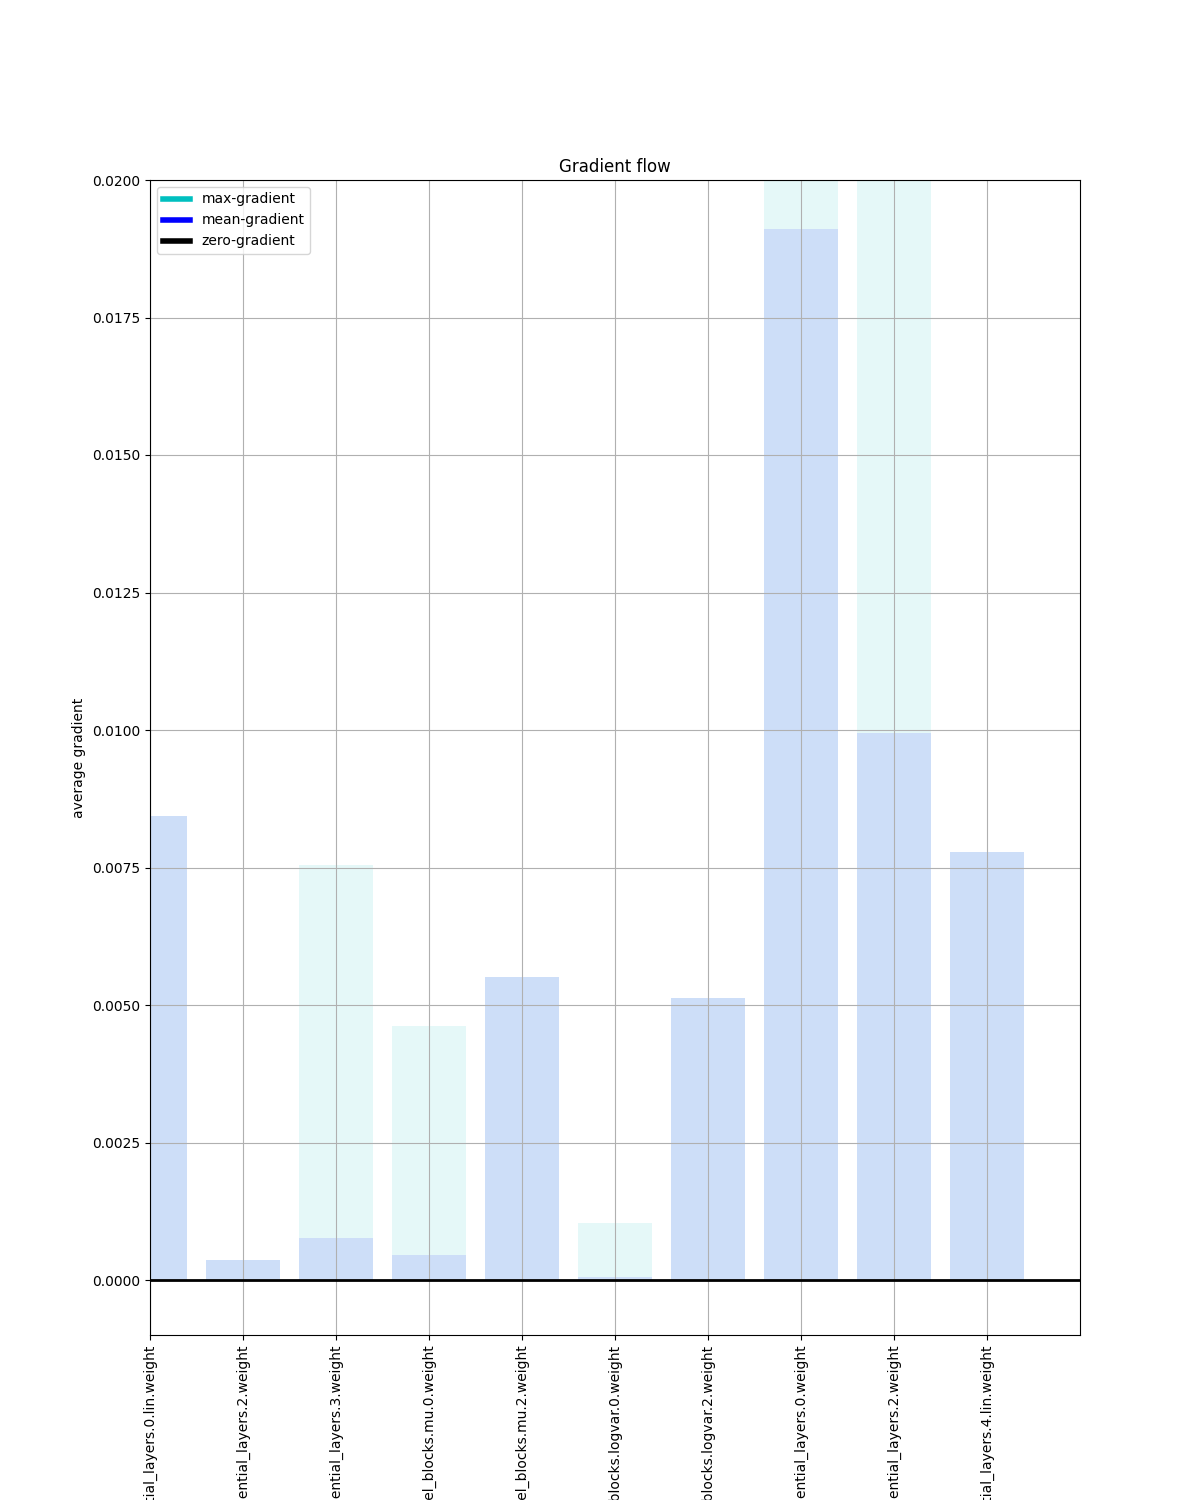 Gradient flow
max-gradient
mean-gradient
zero-gradient
0.0200
0.0175
0.0150
0.0125
0.0100
0.0075
0.0050
0.0025
0.0000
average gradient
tial_layers.0.lin.weight
ential_layers.2.weight
ential_layers.3.weight
el_blocks.mu.0.weight
el_blocks.mu.2.weight
blocks.logvar.0.weight
blocks.logvar.2.weight
ential_layers.0.weight
ential_layers.2.weight
tial_layers.4.lin.weight